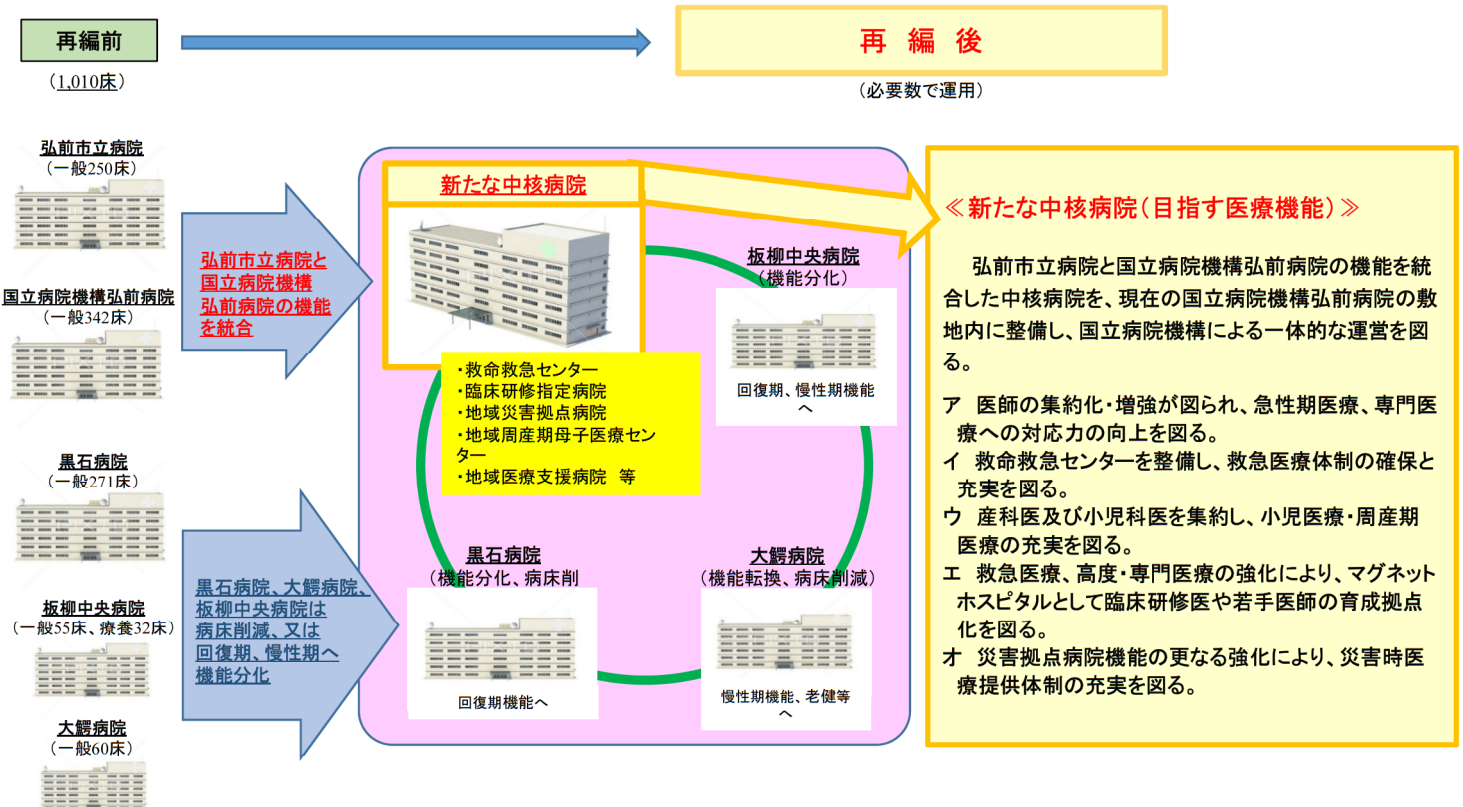 再編前
(1,010床)
再 編 後
(必要数で運用)
弘前市立病院
(一般250床)
国立病院機構弘前病院
(一般342床)
黒石病院
(一般271床)
板柳中央病院
(一般55床、療養32床)
大鰐病院
(一般60床)
弘前市立病院と
国立病院機構
弘前病院の機能
を統合
黒石病院、大鰐病院、
板柳中央病院は
病床削減、又は
回復期、慢性期へ
機能分化
新たな中核病院
・救命救急センター
・臨床研修指定病院
・地域災害拠点病院
・地域周産期母子医療セン
ター
・地域医療支援病院 等
板柳中央病院
(機能分化)
回復期、慢性期機能
へ
黒石病院
(機能分化、病床削
回復期機能へ
大鰐病院
(機能転換、病床削減)
慢性期機能、老健等
へ
≪新たな中核病院(目指す医療機能)≫
弘前市立病院と国立病院機構弘前病院の機能を統
合した中核病院を、現在の国立病院機構弘前病院の敷
地内に整備し、国立病院機構による一体的な運営を図
る。
ア 医師の集約化・増強が図られ、急性期医療、専門医
療への対応力の向上を図る。
イ 救命救急センターを整備し、救急医療体制の確保と
充実を図る。
ウ 産科医及び小児科医を集約し、小児医療・周産期
医療の充実を図る。
エ 救急医療、高度・専門医療の強化により、マグネット
ホスピタルとして臨床研修医や若手医師の育成拠点
化を図る。
オ 災害拠点病院機能の更なる強化により、災害時医
療提供体制の充実を図る。